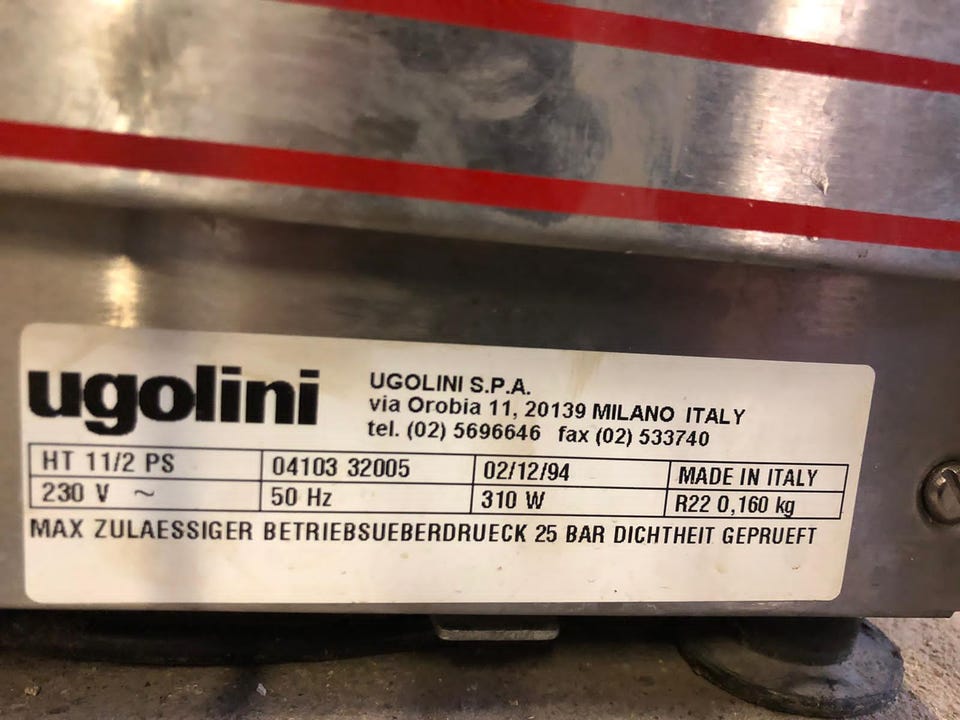 ugolini
UGOLINI S.P.A.
via Orobia 11, 20139 MILANO ITALY
tel. (02) 5696646 fax (02) 533740
HT 11/2 PS 04103 32005 02/12/94 MADE IN ITALY
230 V ~ 50 Hz 310 W R22 0,160 kg
MAX ZULAESSIGER BETRIEBSUEBERDRUECK 25 BAR DICHTHEIT GEPRUEFT